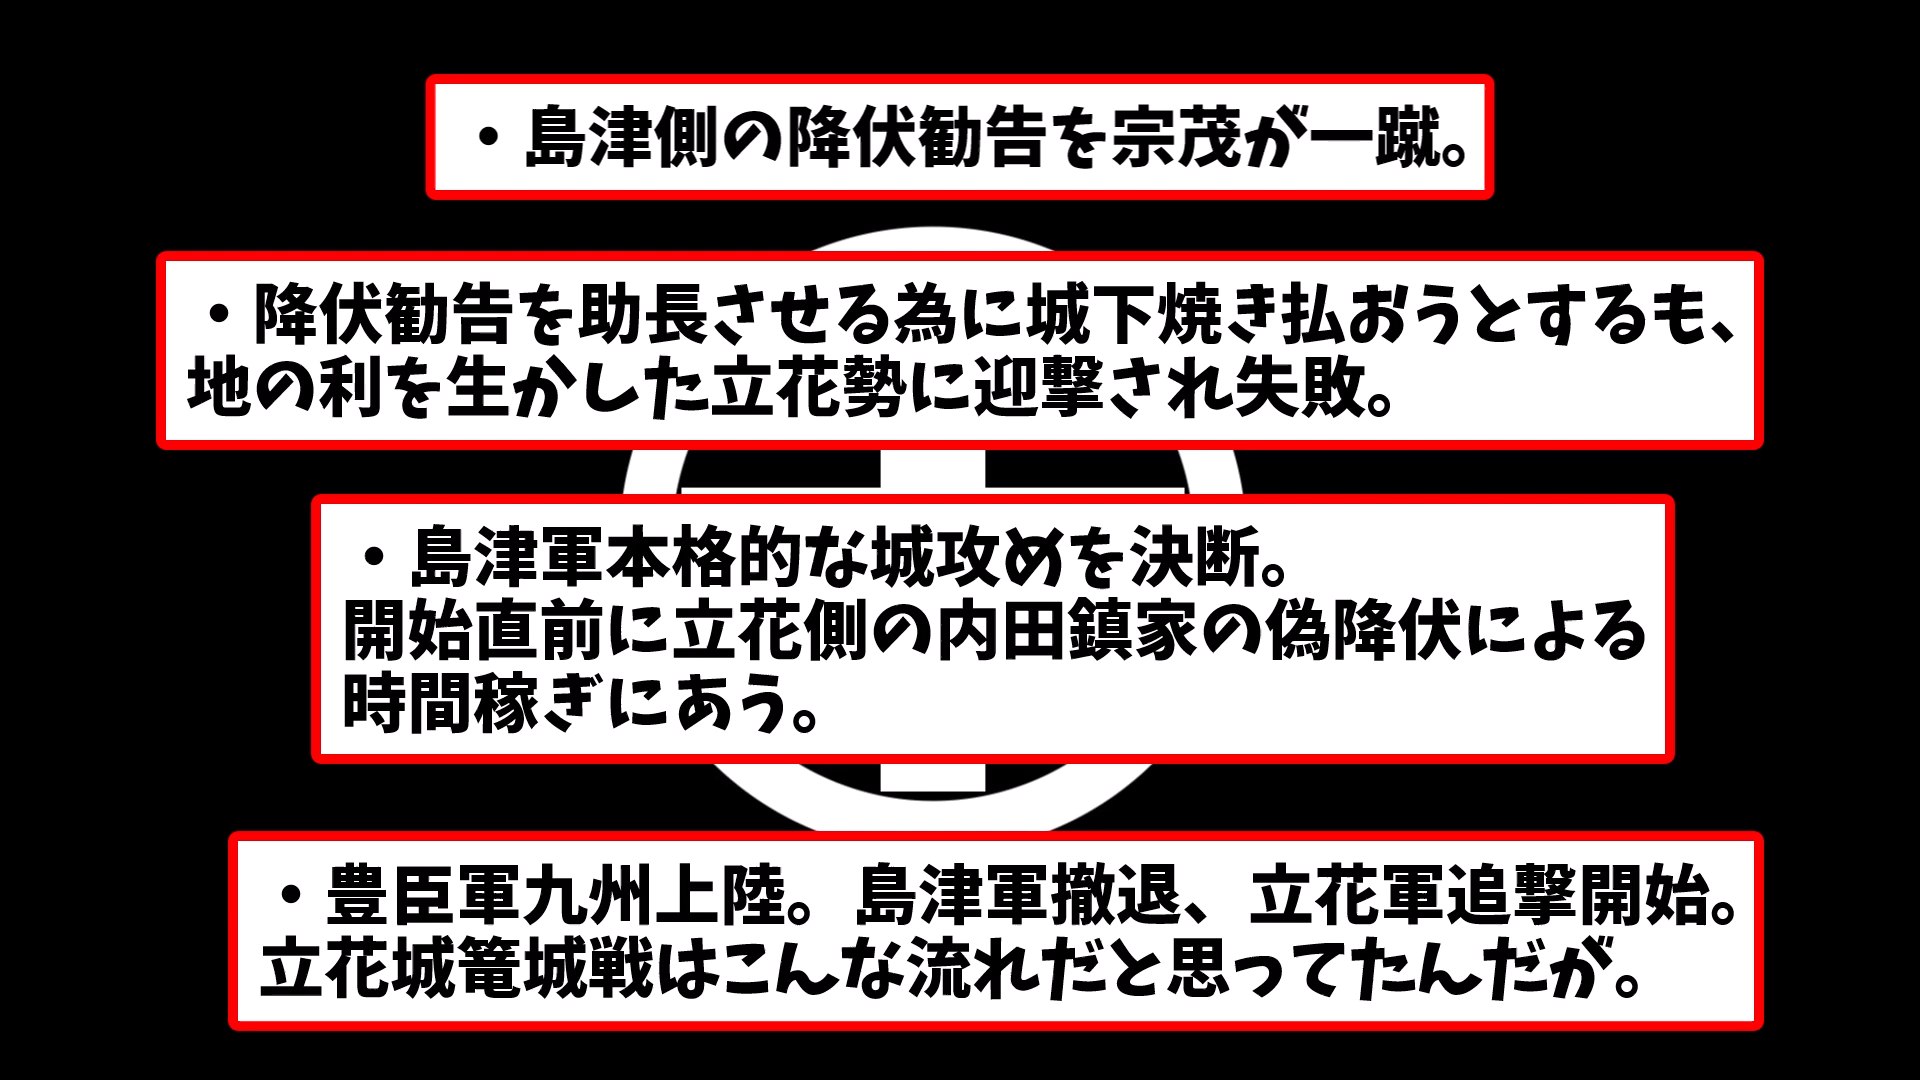 ・島津側の降伏勧告を宗茂が一蹴。
・降伏勧告を助長させる為に城下焼き払おうとするも、
地の利を生かした立花勢に迎撃され失敗。
・島津軍本格的な城攻めを決断。
開始直前に立花側の内田鎮家の偽降伏による
時間稼ぎにあう。
・豊臣軍九州上陸。島津軍撤退、立花軍追撃開始。
立花城篭城戦はこんな流れだと思ってたんだが。